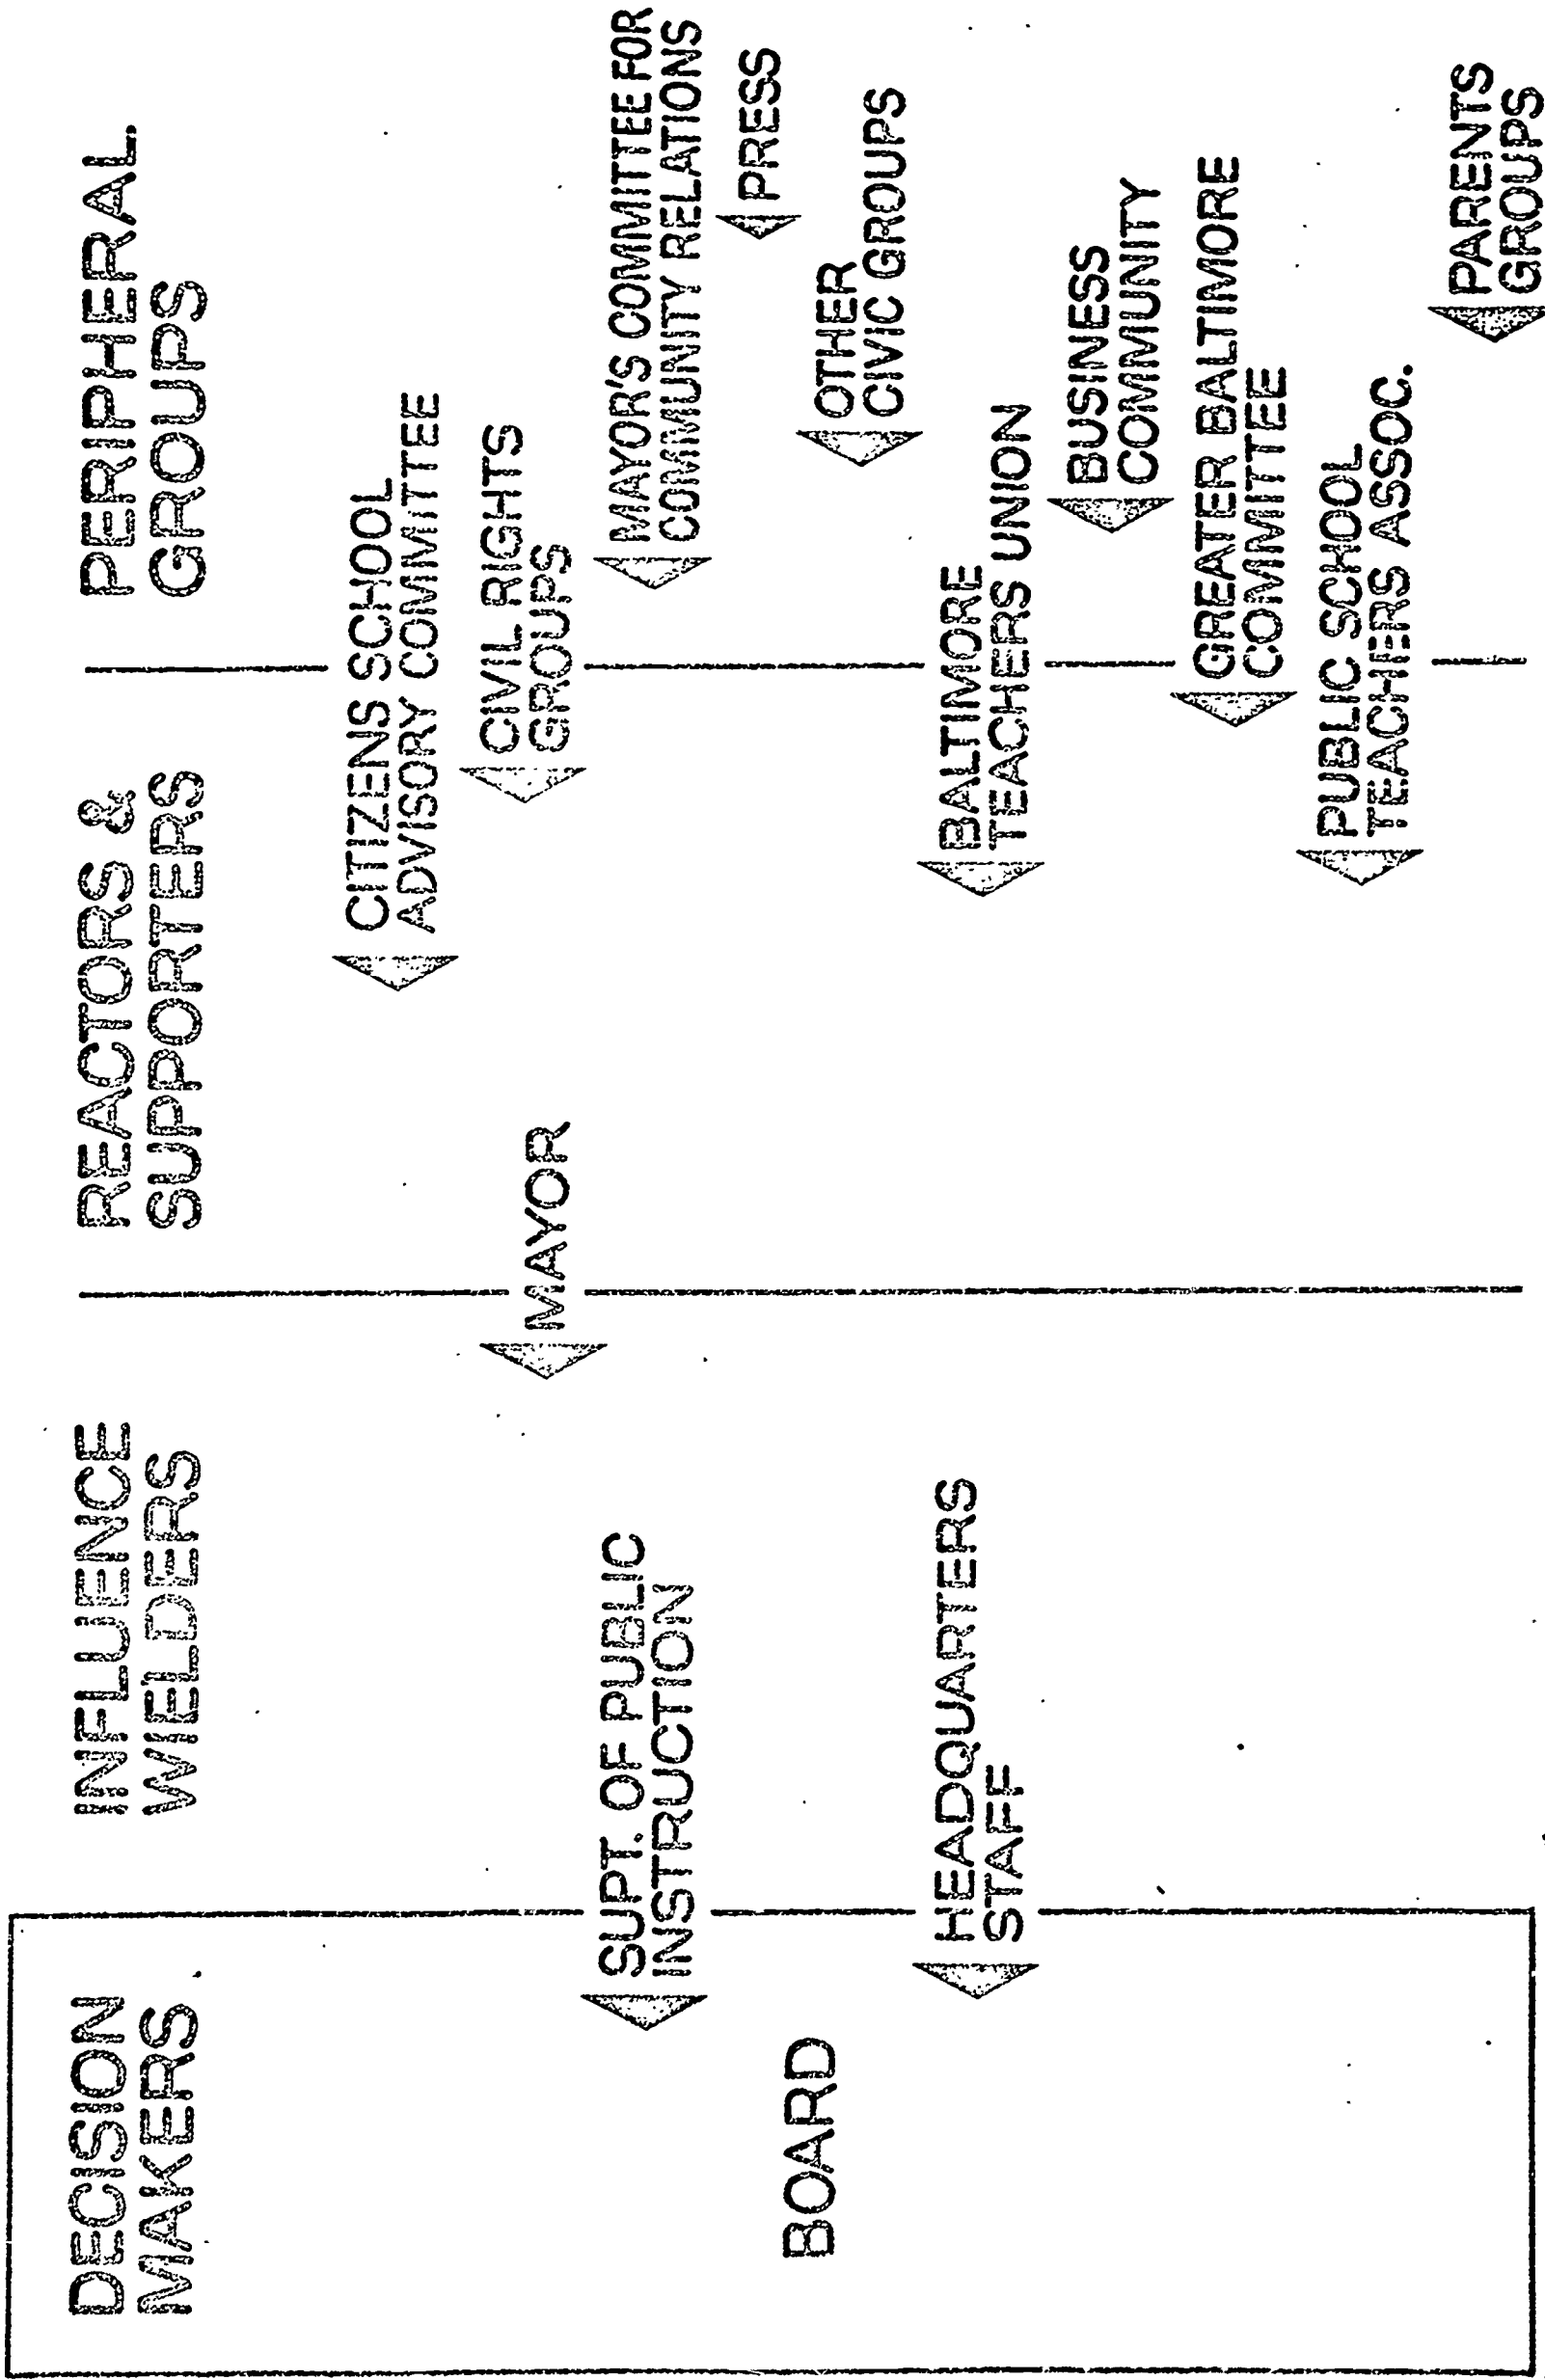 DECISION
MAKERS
INFLUENCE
WIELDERS
REACTORS &
SUPPORTERS
PERIPHERAL
GROUPS
CITIZENS SCHOOL
ADVISORY COMMITTEE
CIVIL RIGHTS
GROUPS
MAYOR
MAYOR'S COMMITTEE FOR
COMMUNITY RELATIONS
SUPT. OF PUBLIC
INSTRUCTION
PRESS
BOARD
OTHER
CIVIC GROUPS
HEADQUARTERS
STAFF
BALTIMORE
TEACHERS UNION
BUSINESS
COMMUNITY
GREATER BALTIMORE
COMMITTEE
PUBLIC SCHOOL
TEACHERS ASSOC.
PARENTS
GROUPS